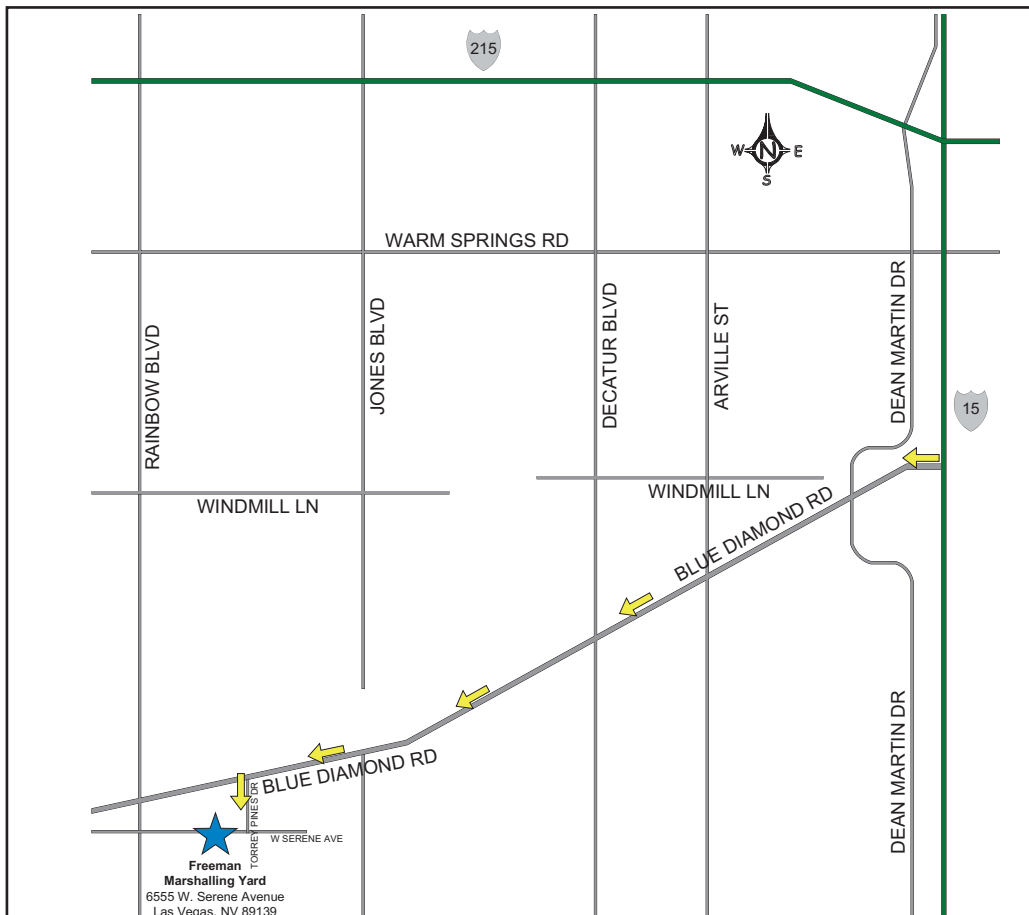 215
N
W E
S
WARM SPRINGS RD
RAINBOW BLVD
JONES BLVD
DECATUR BLVD
ARVILLE ST
DEAN MARTIN DR
15
WINDMILL LN
WINDMILL LN
BLUE DIAMOND RD
BLUE DIAMOND RD
DEAN MARTIN DR
TORREY PINES DR
W SERENE AVE
Freeman
Marshalling Yard
6555 W. Serene Avenue
Las Vegas, NV 89139